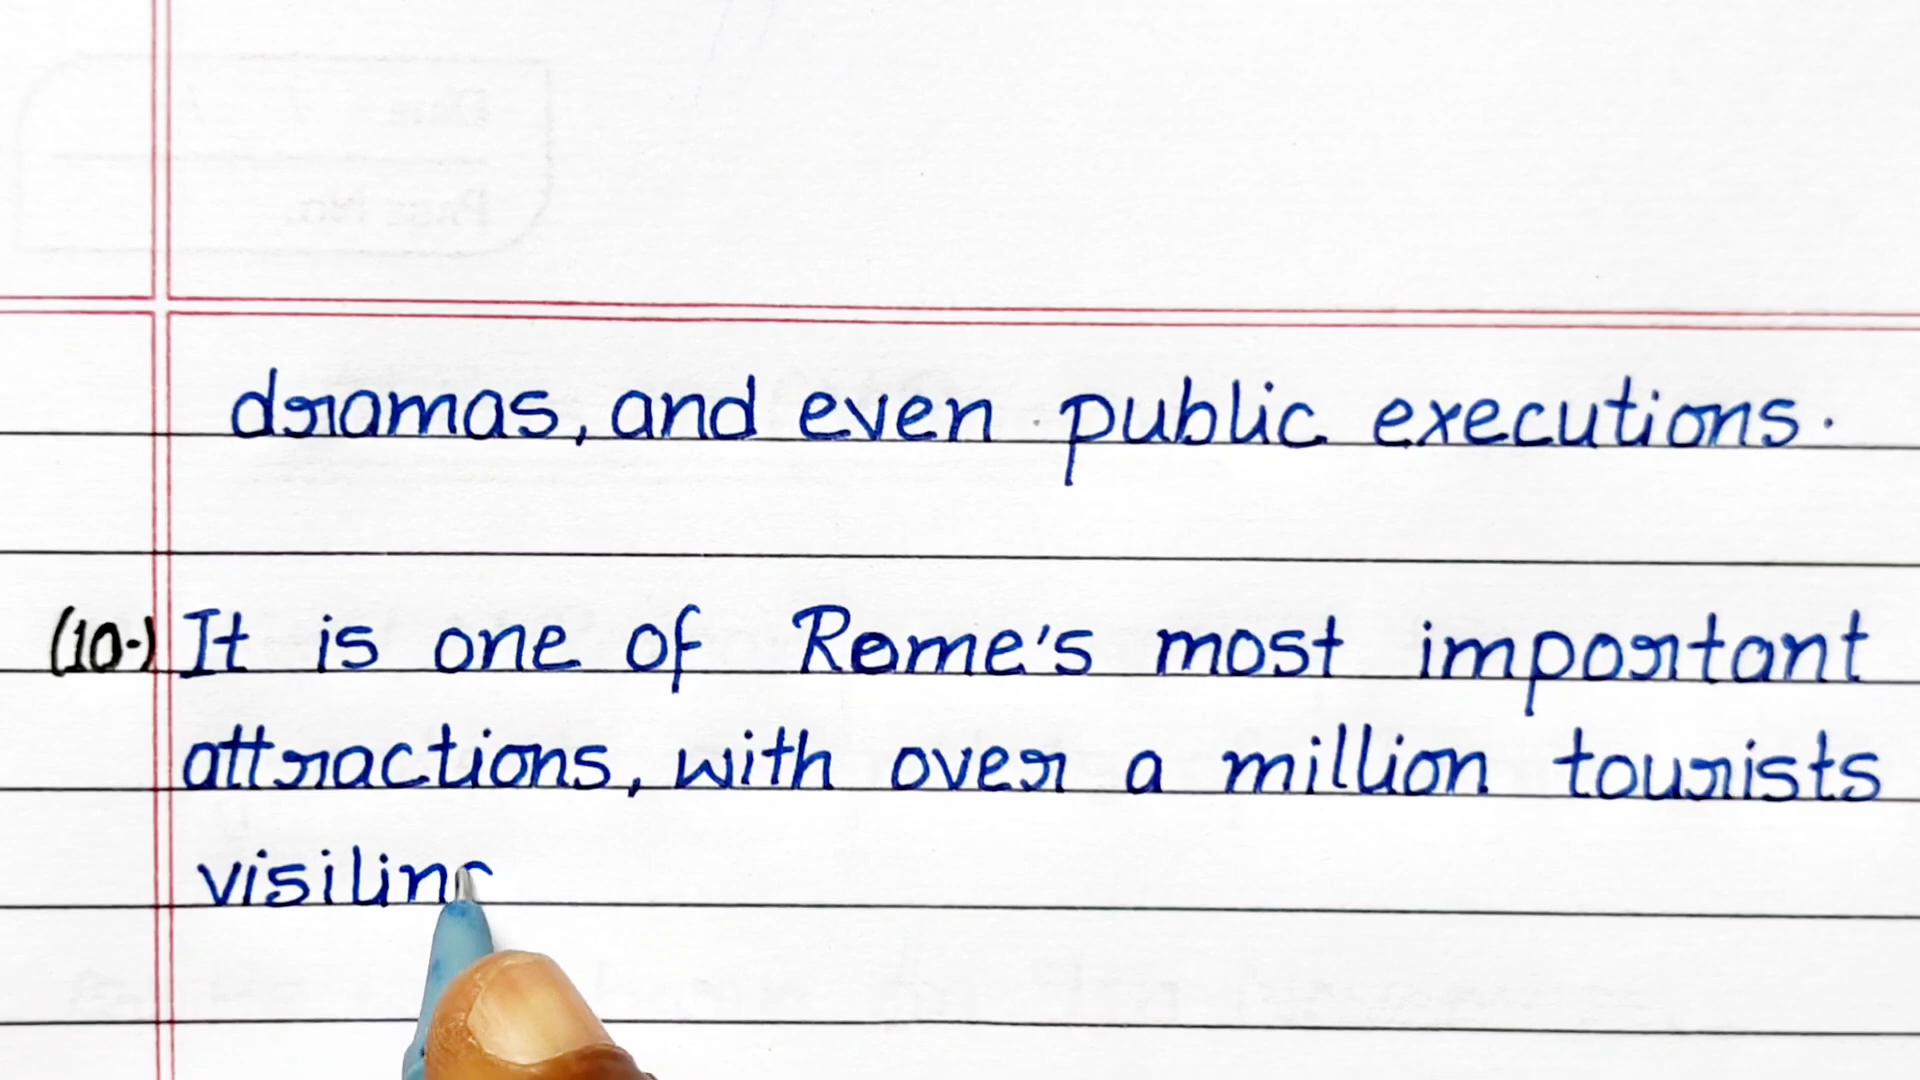 dramas, and even public executions.
(10.) It is one of Rome's most important
attractions, with over a million tourists